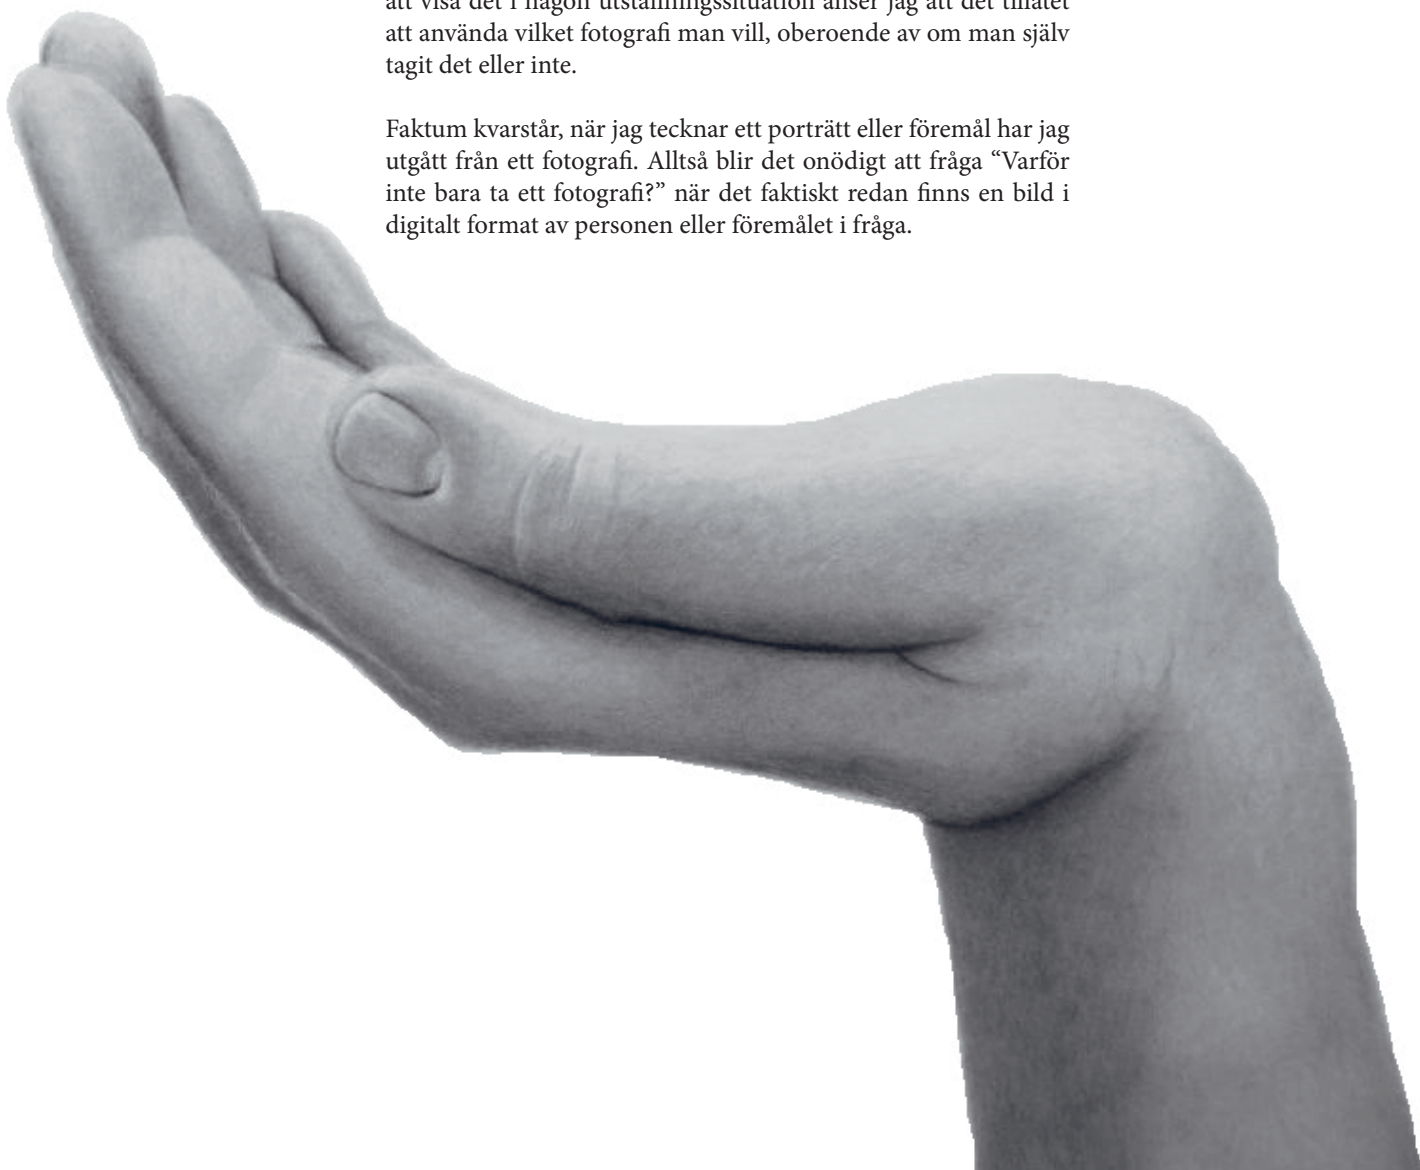 att visa det i någon utställningssituation anser jag att det tillåtet
att använda vilket fotografi man vill, oberoende av om man själv
tagit det eller inte.
Faktum kvarstår, när jag tecknar ett porträtt eller föremål har jag
utgått från ett fotografi. Alltså blir det onödigt att fråga “Varför
inte bara ta ett fotografi?” när det faktiskt redan finns en bild i
digitalt format av personen eller föremålet i fråga.